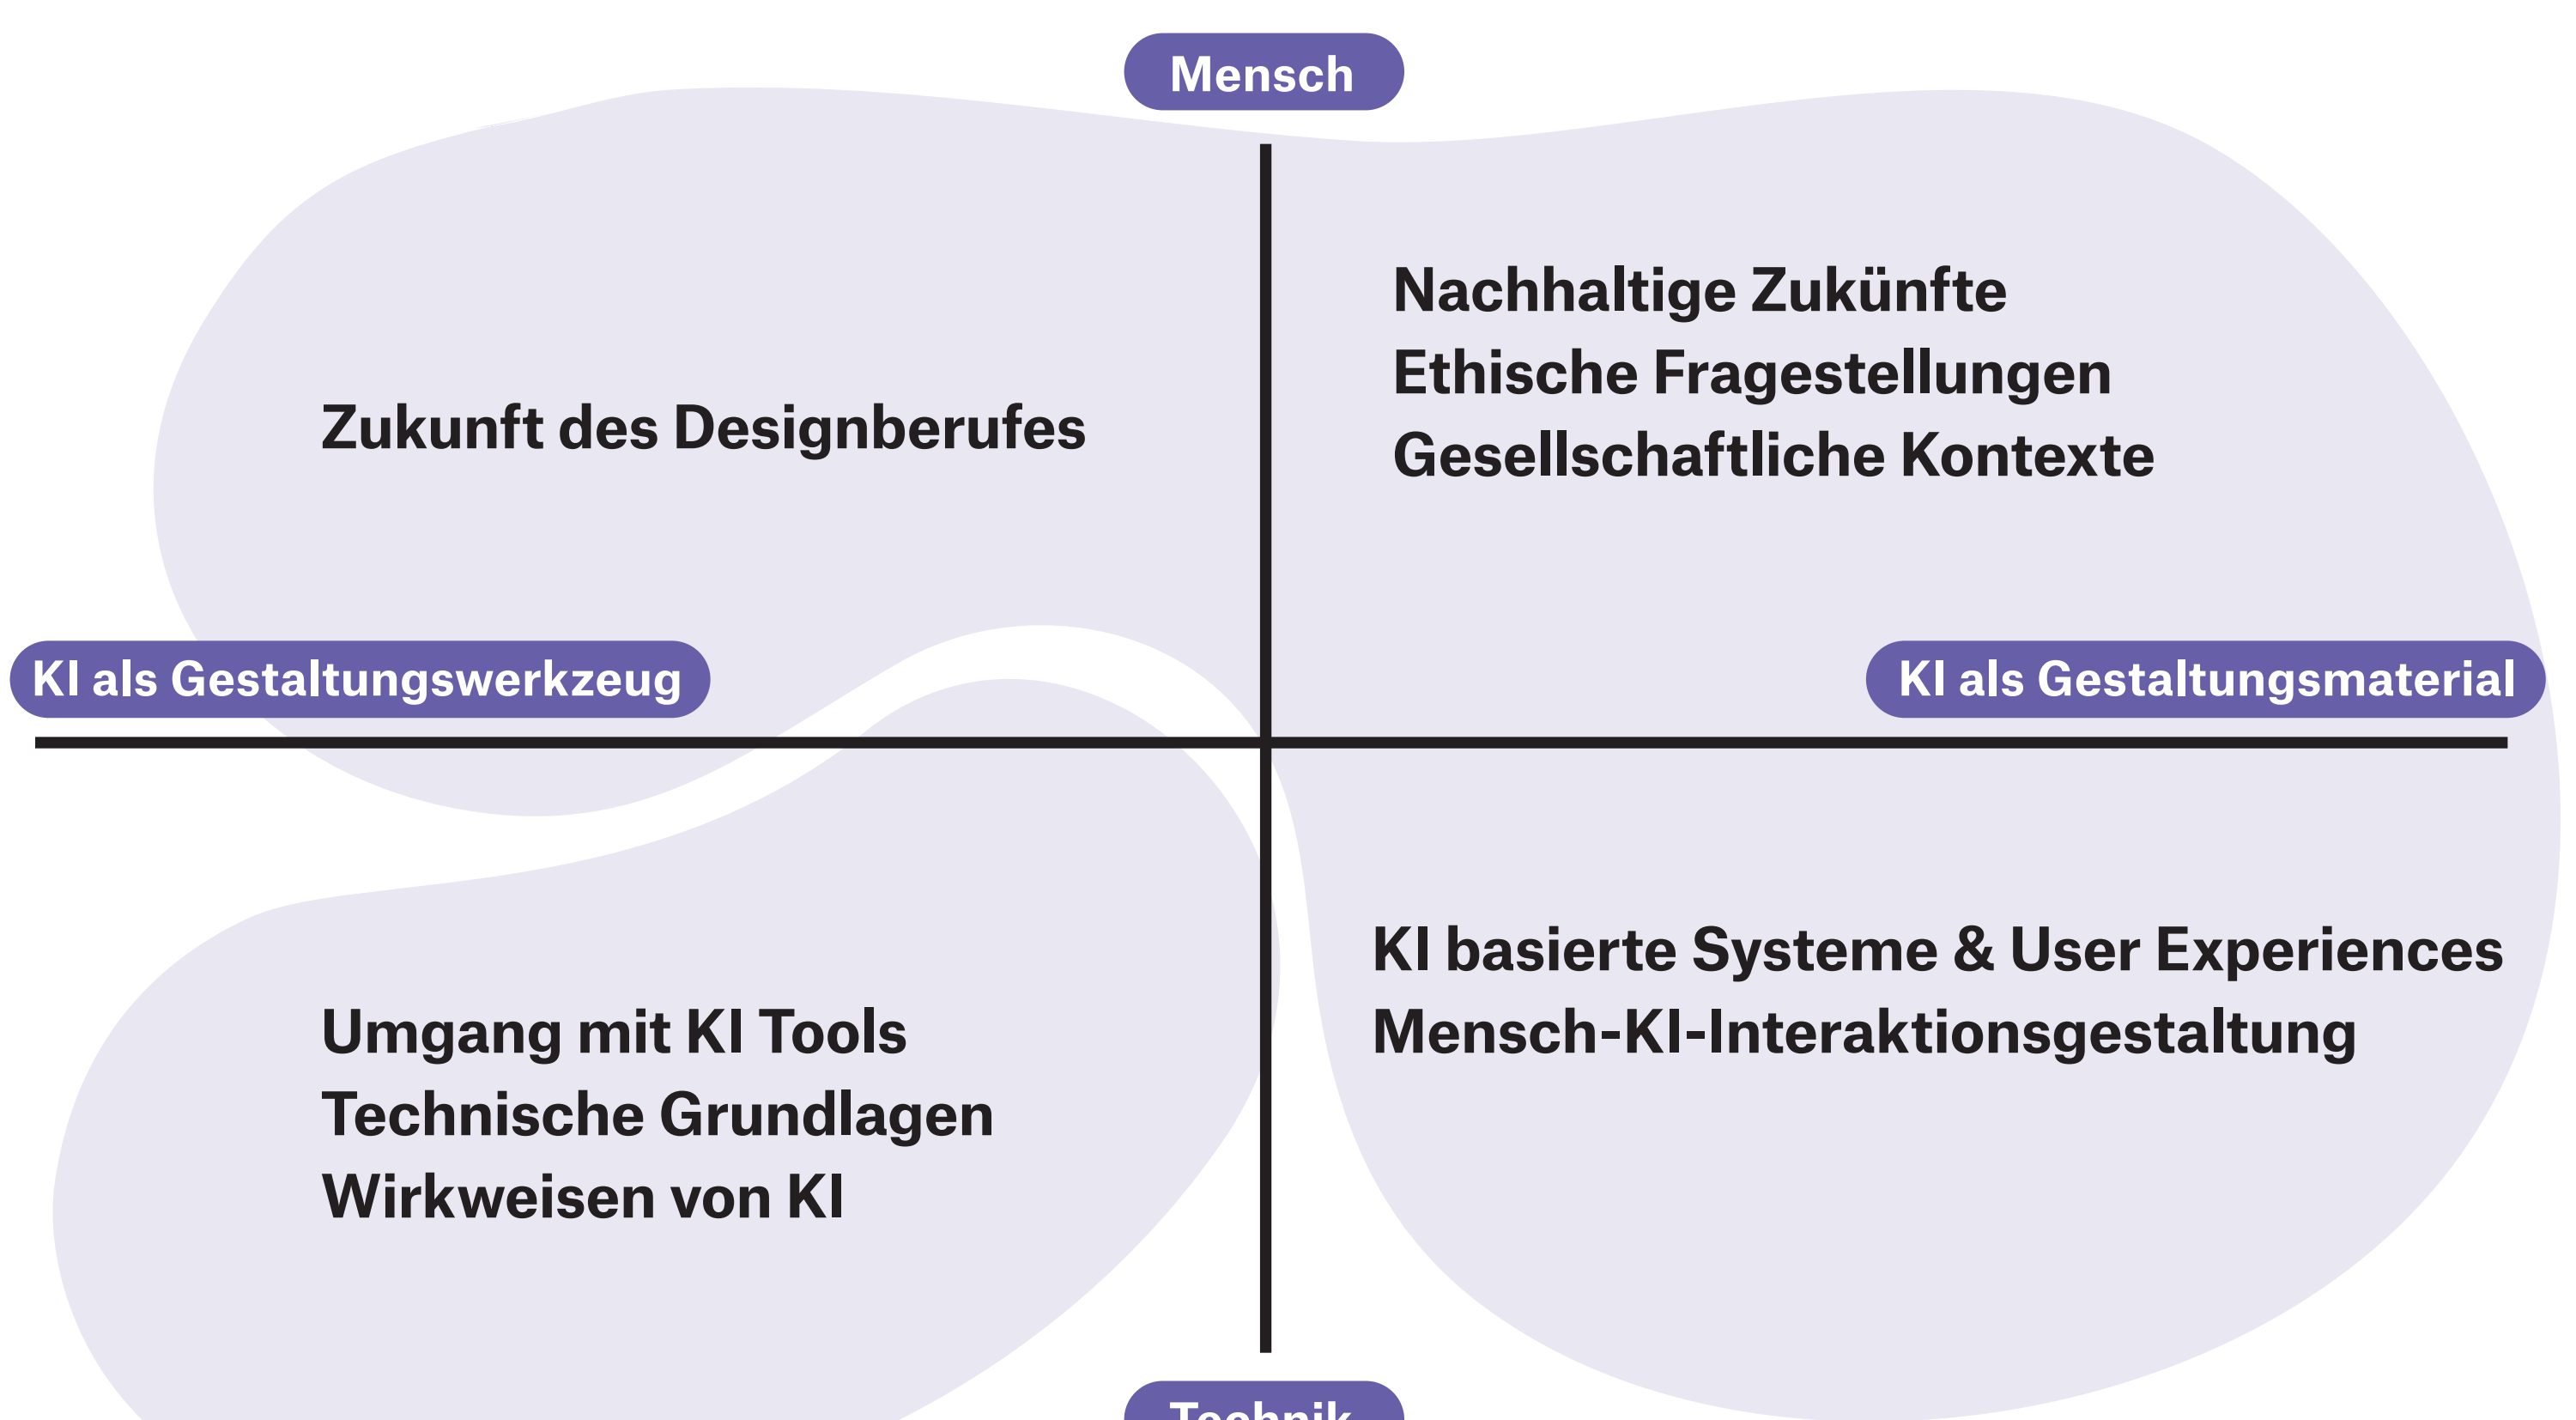 Mensch
Nachhaltige Zukünfte
Ethische Fragestellungen
Gesellschaftliche Kontexte
Zukunft des Designberufes
KI als Gestaltungswerkzeug
KI als Gestaltungsmaterial
KI basierte Systeme & User Experiences
Mensch-KI-Interaktionsgestaltung
Umgang mit KI Tools
Technische Grundlagen
Wirkweisen von KI
Technik